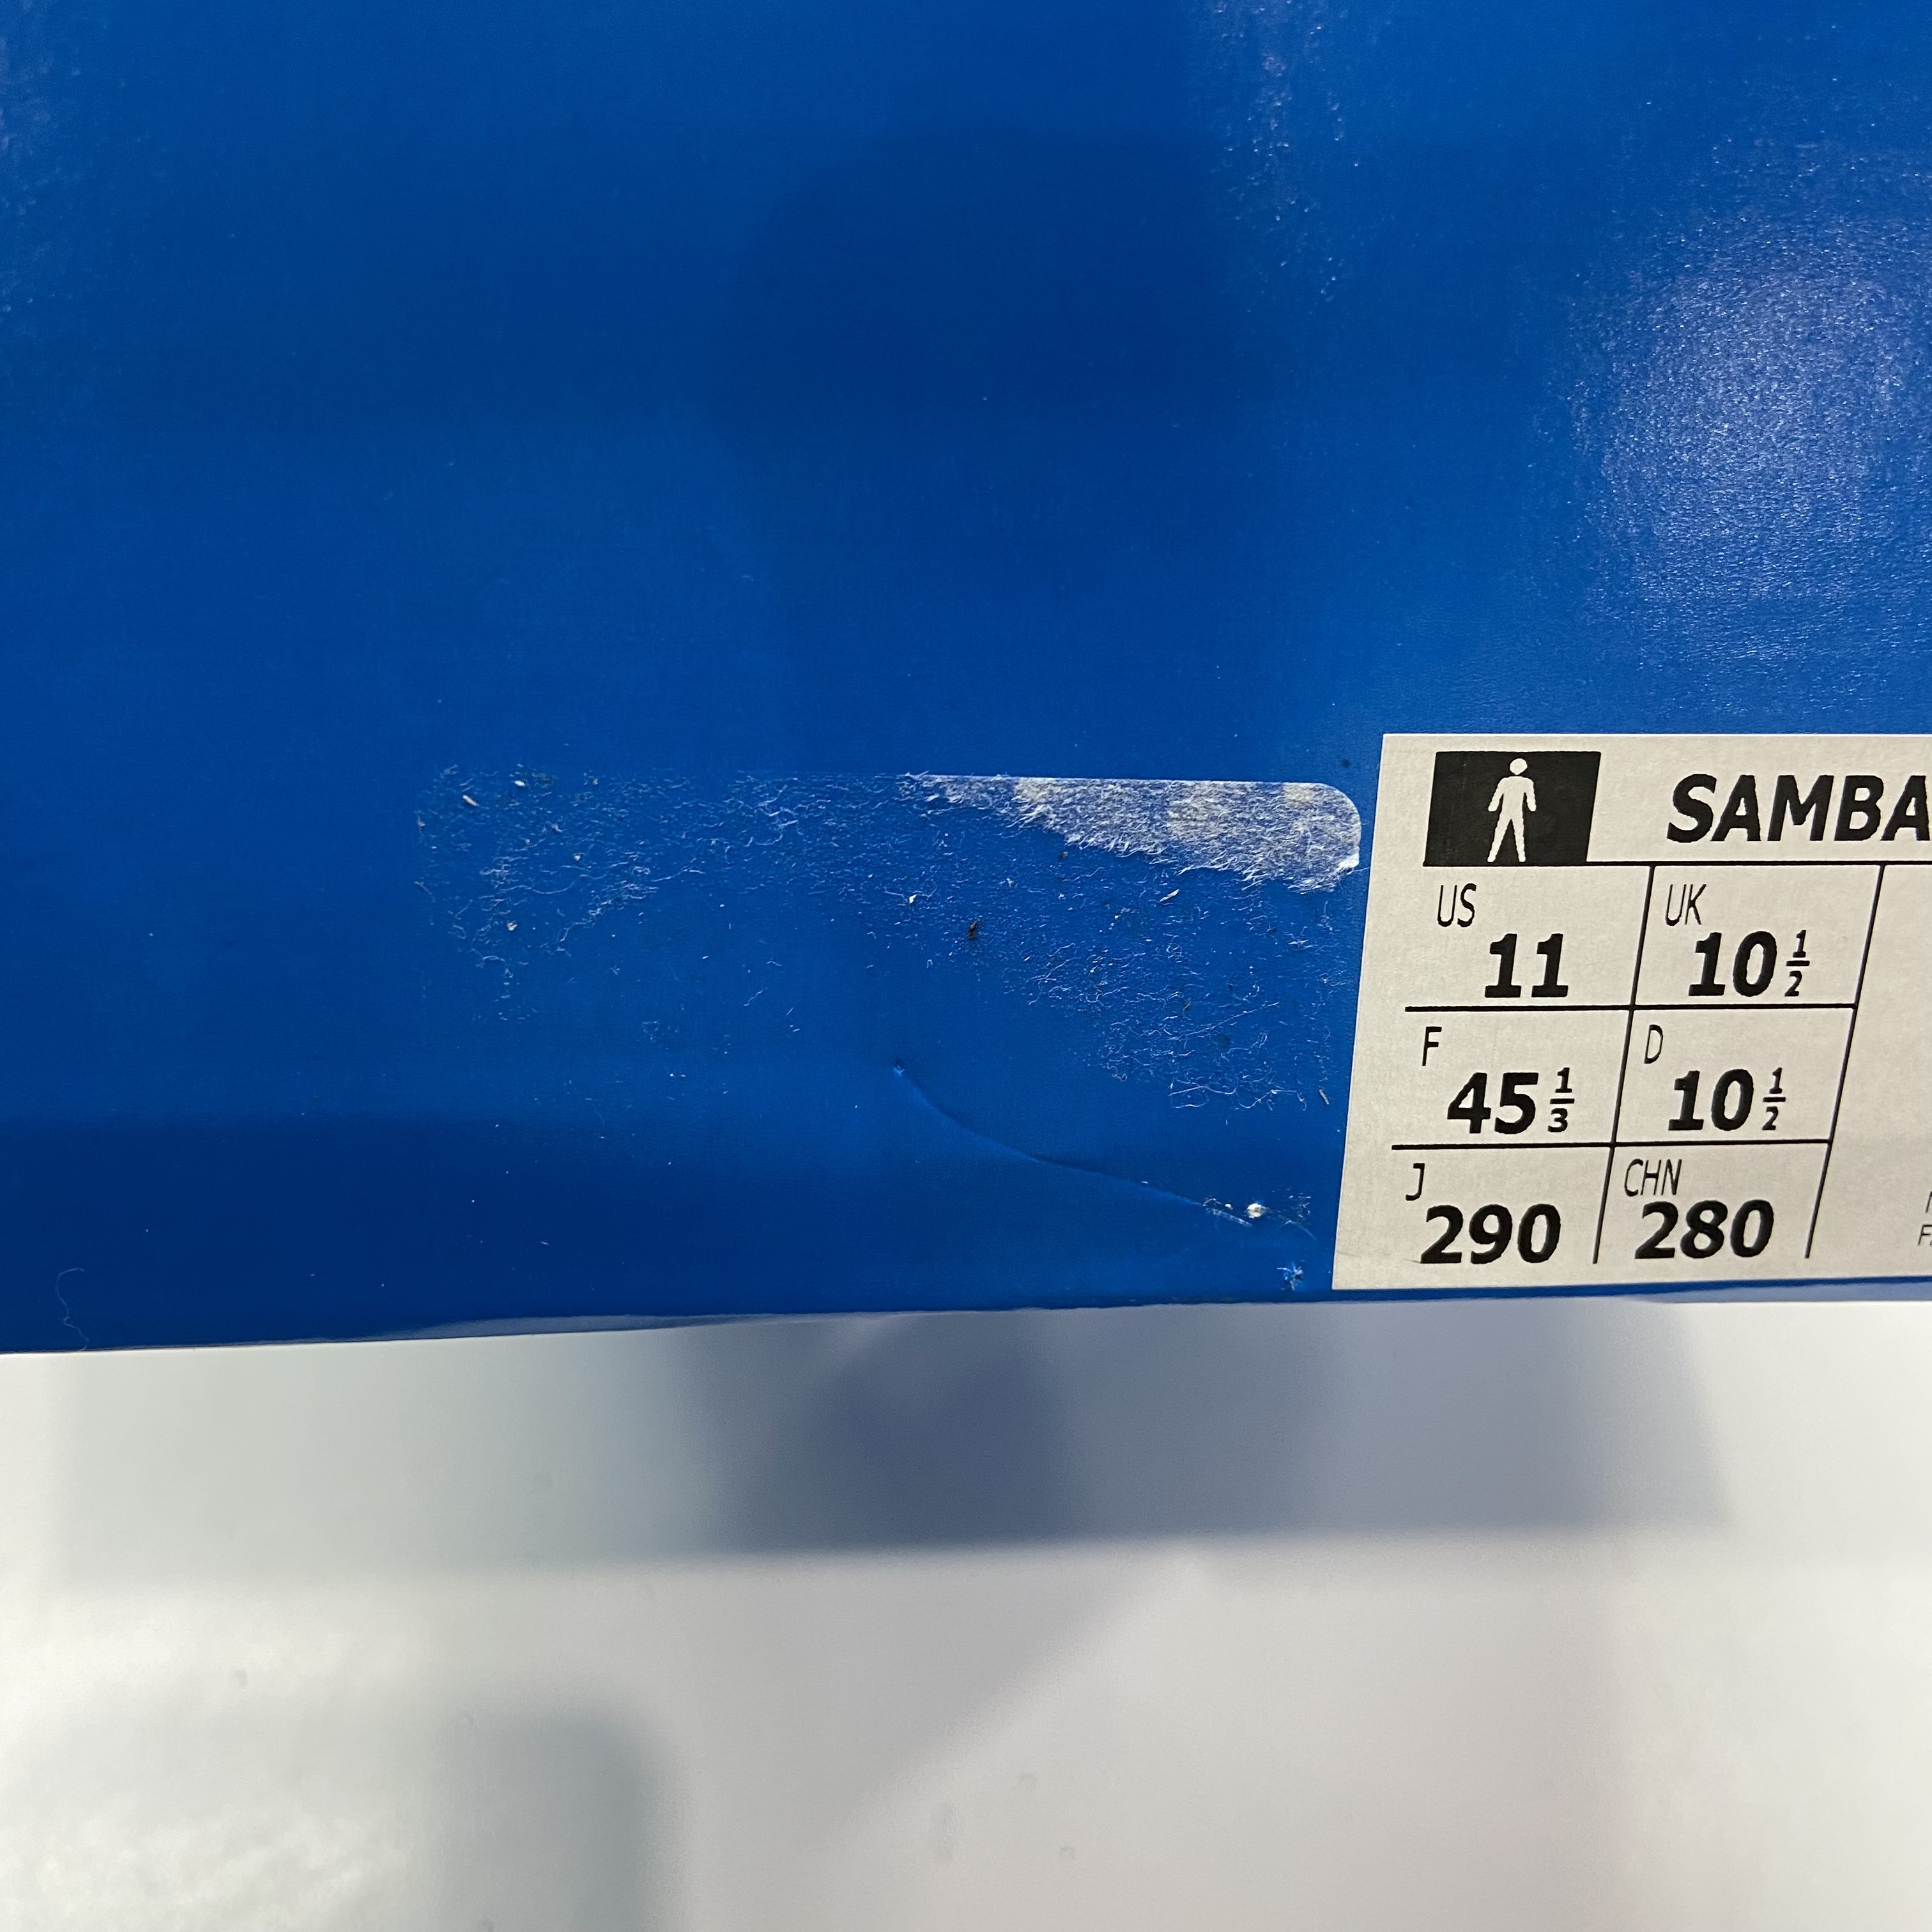 SAMBA
US 11 UK 10 1/2
F 45 1/3 D 10 1/2
J 290 CHN 280